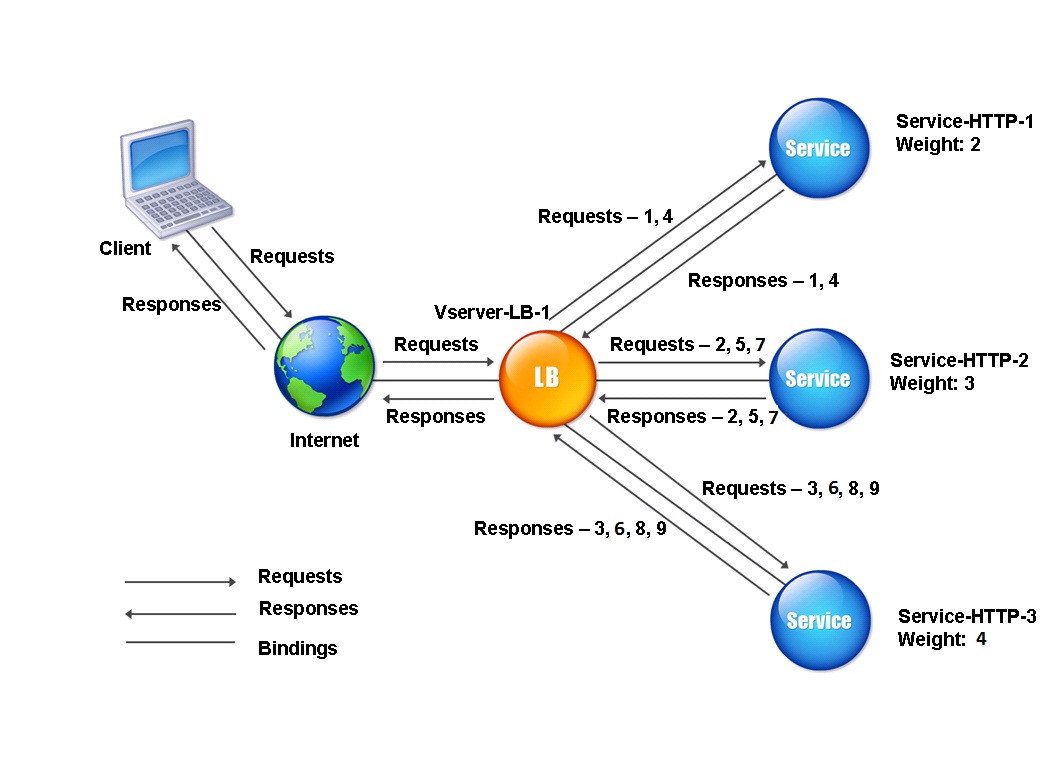 Service-HTTP-1
Weight: 2
Service
Requests – 1, 4
Client
Requests
Responses – 1, 4
Responses
Vserver-LB-1
Requests
Requests – 2, 5, 7
Service-HTTP-2
Weight: 3
LB
Service
Responses
Responses – 2, 5, 7
Internet
Requests – 3, 6, 8, 9
Responses – 3, 6, 8, 9
Requests
Responses
Bindings
Service
Service-HTTP-3
Weight: 4